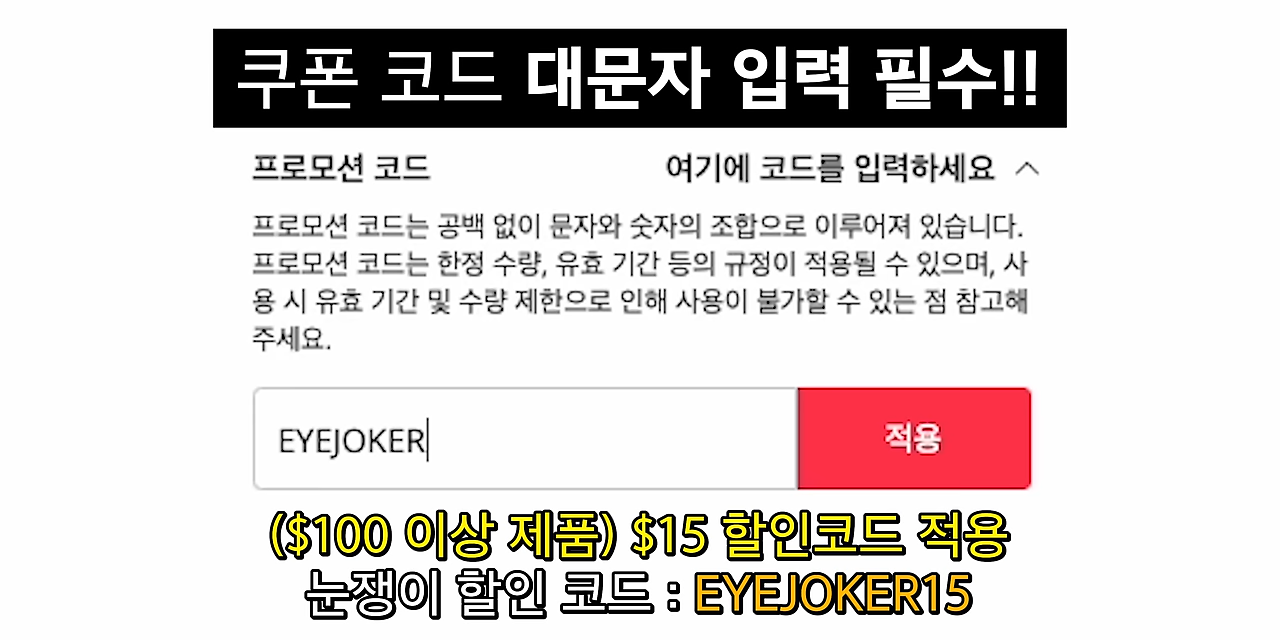 쿠폰 코드 대문자 입력 필수!!
프로모션 코드 여기에 코드를 입력하세요
프로모션 코드는 공백 없이 문자와 숫자의 조합으로 이루어져 있습니다.
프로모션 코드는 한정 수량, 유효 기간 등의 규정이 적용될 수 있으며, 사
용 시 유효 기간 및 수량 제한으로 인해 사용이 불가할 수 있는 점 참고해
주세요.
EYEJOKER 적용
($100 이상 제품) $15 할인코드 적용
눈쟁이 할인 코드 : EYEJOKER15